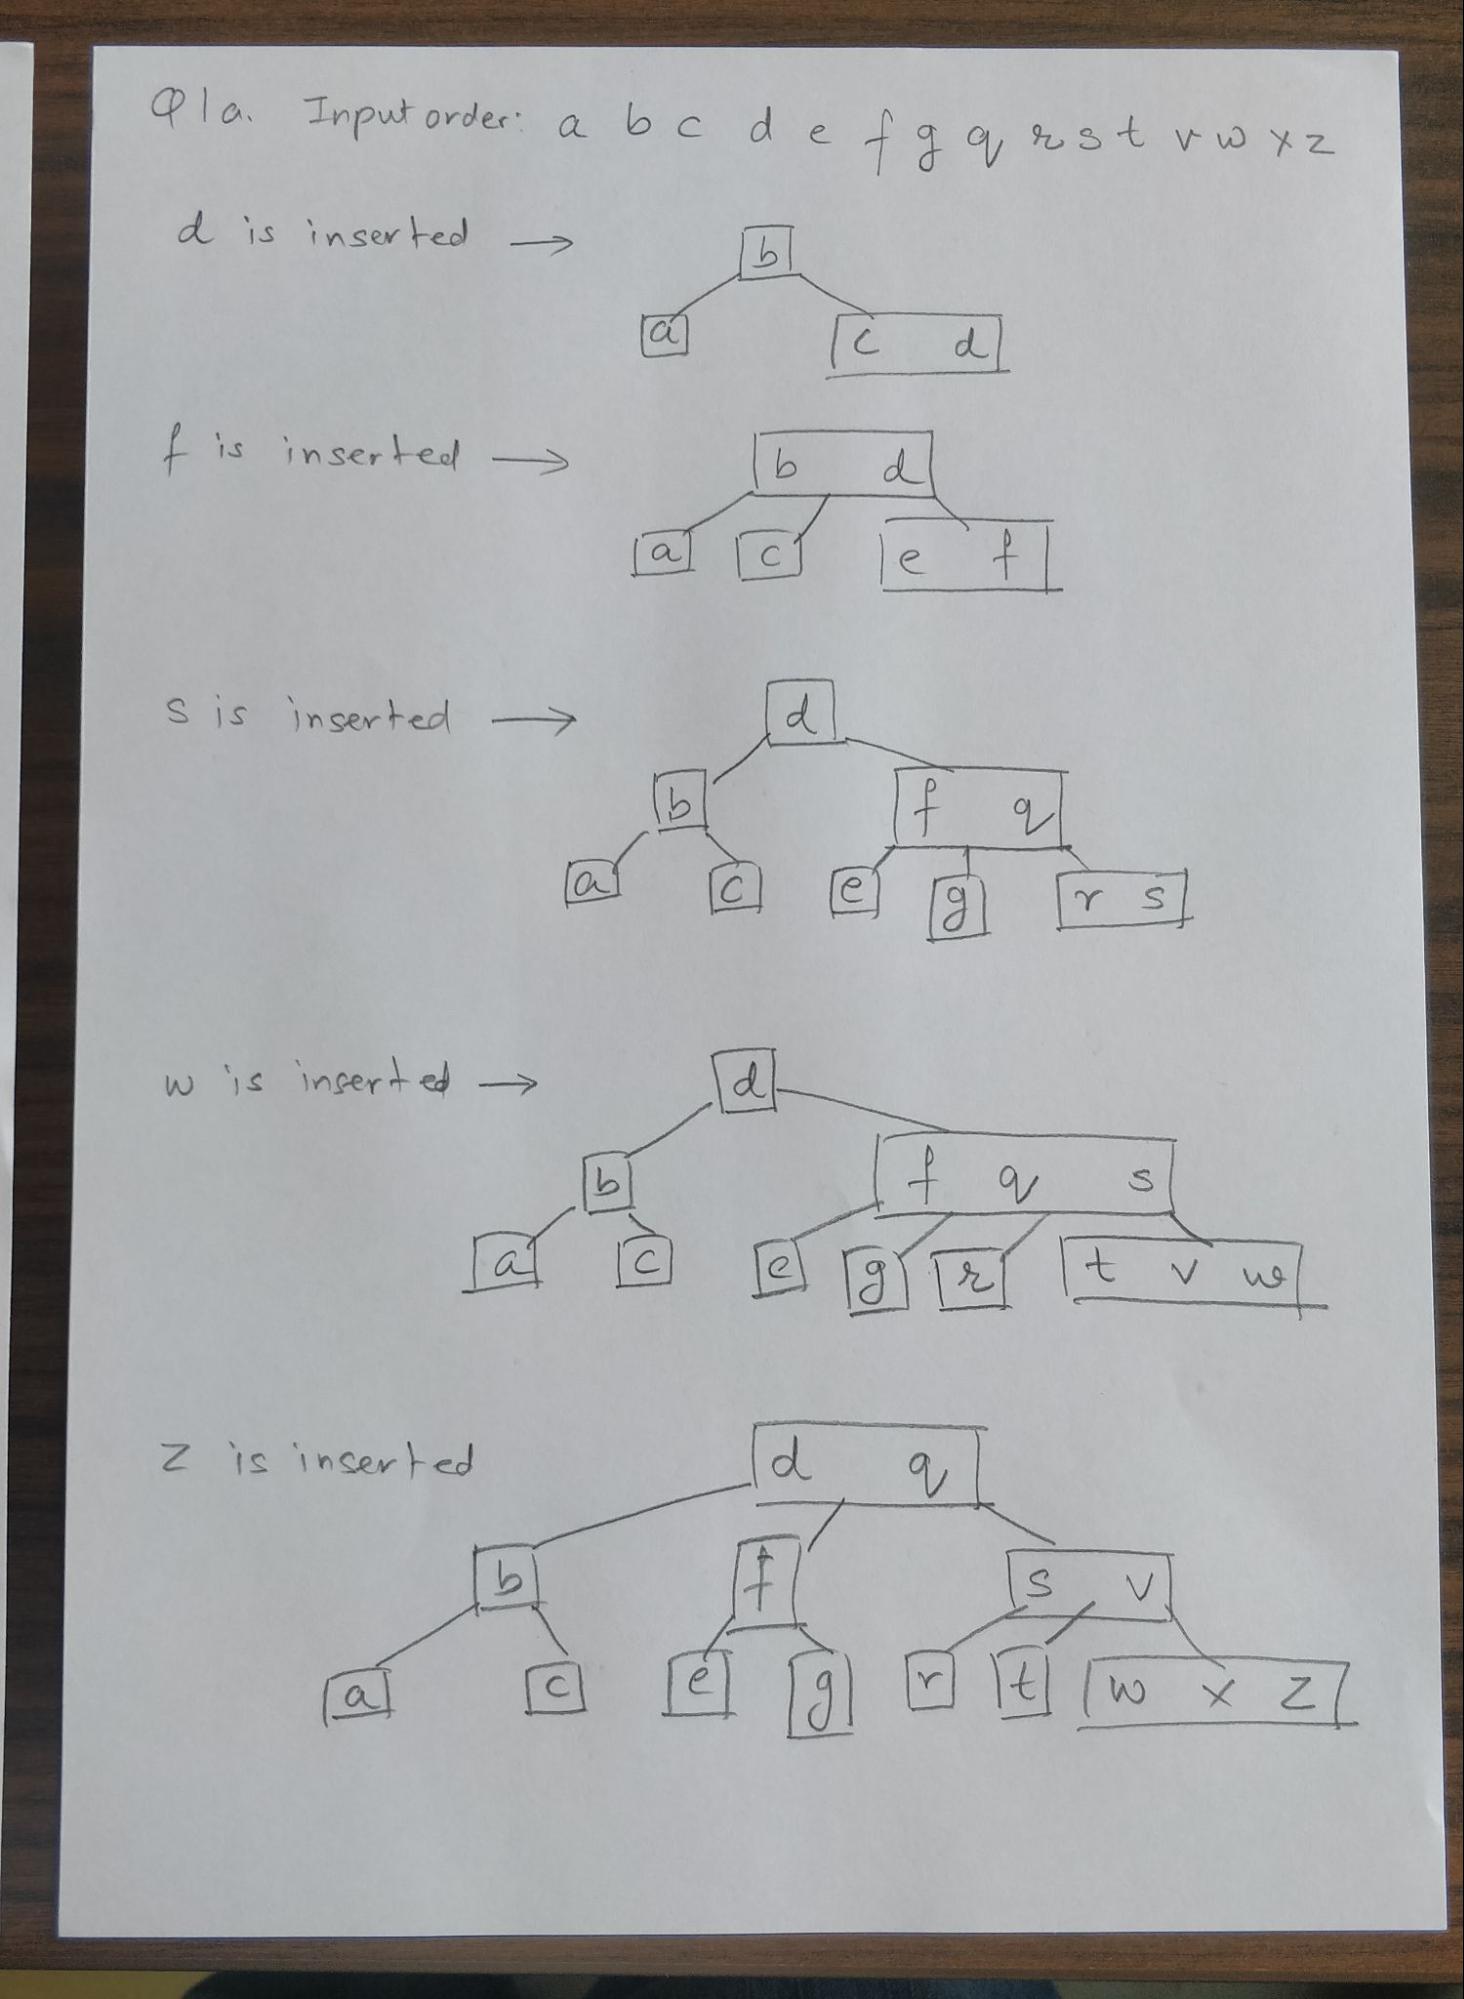 Q1a. Input order: a b c d e f g q r s t v w x z
d is inserted →
b
a c d
f is inserted →
b d
a c e f
s is inserted →
d
b f q
a c e g r s
w is inserted →
d
b f q s
a c e g r t v w
z is inserted
d q
b f s v
a c e g r t w x z